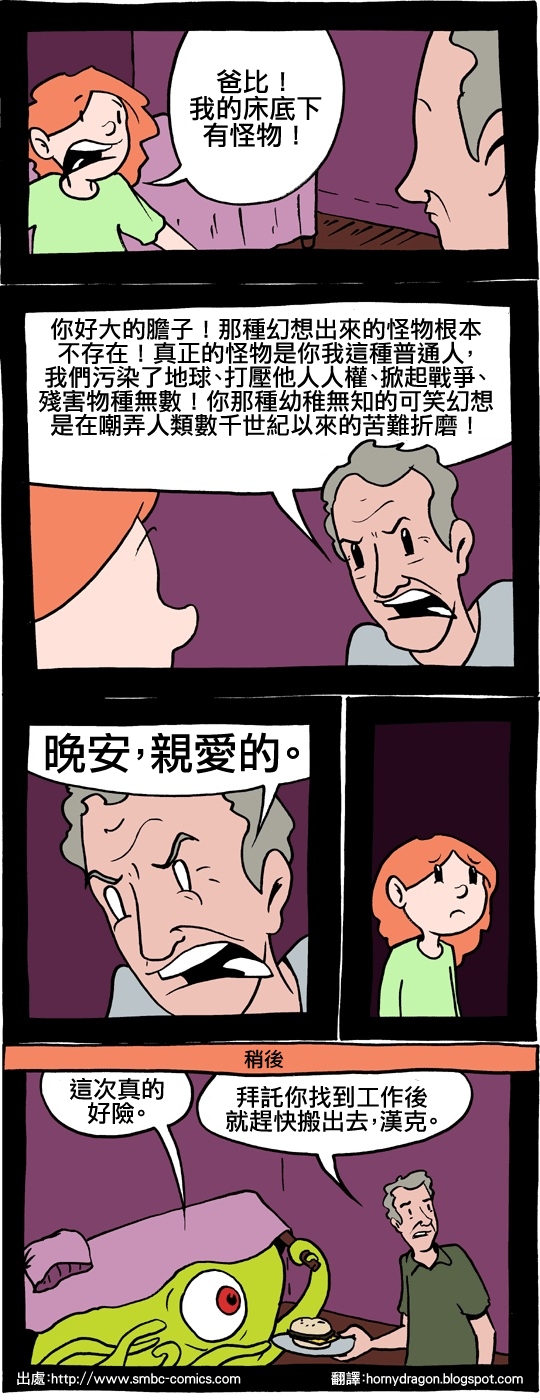 爸比！
我的床底下
有怪物！
你好大的膽子！那種幻想出來的怪物根本
不存在！真正的怪物是你我這種普通人，
我們污染了地球、打壓他人人權、掀起戰爭、
殘害物種無數！你那種幼稚無知的可笑幻想
是在嘲弄人類數千世紀以來的苦難折磨！
晚安，親愛的。
稍後
這次真的
好險。
拜託你找到工作後
就趕快搬出去，漢克。
出處：http://www.smbc-comics.com
翻譯：hornydragon.blogspot.com